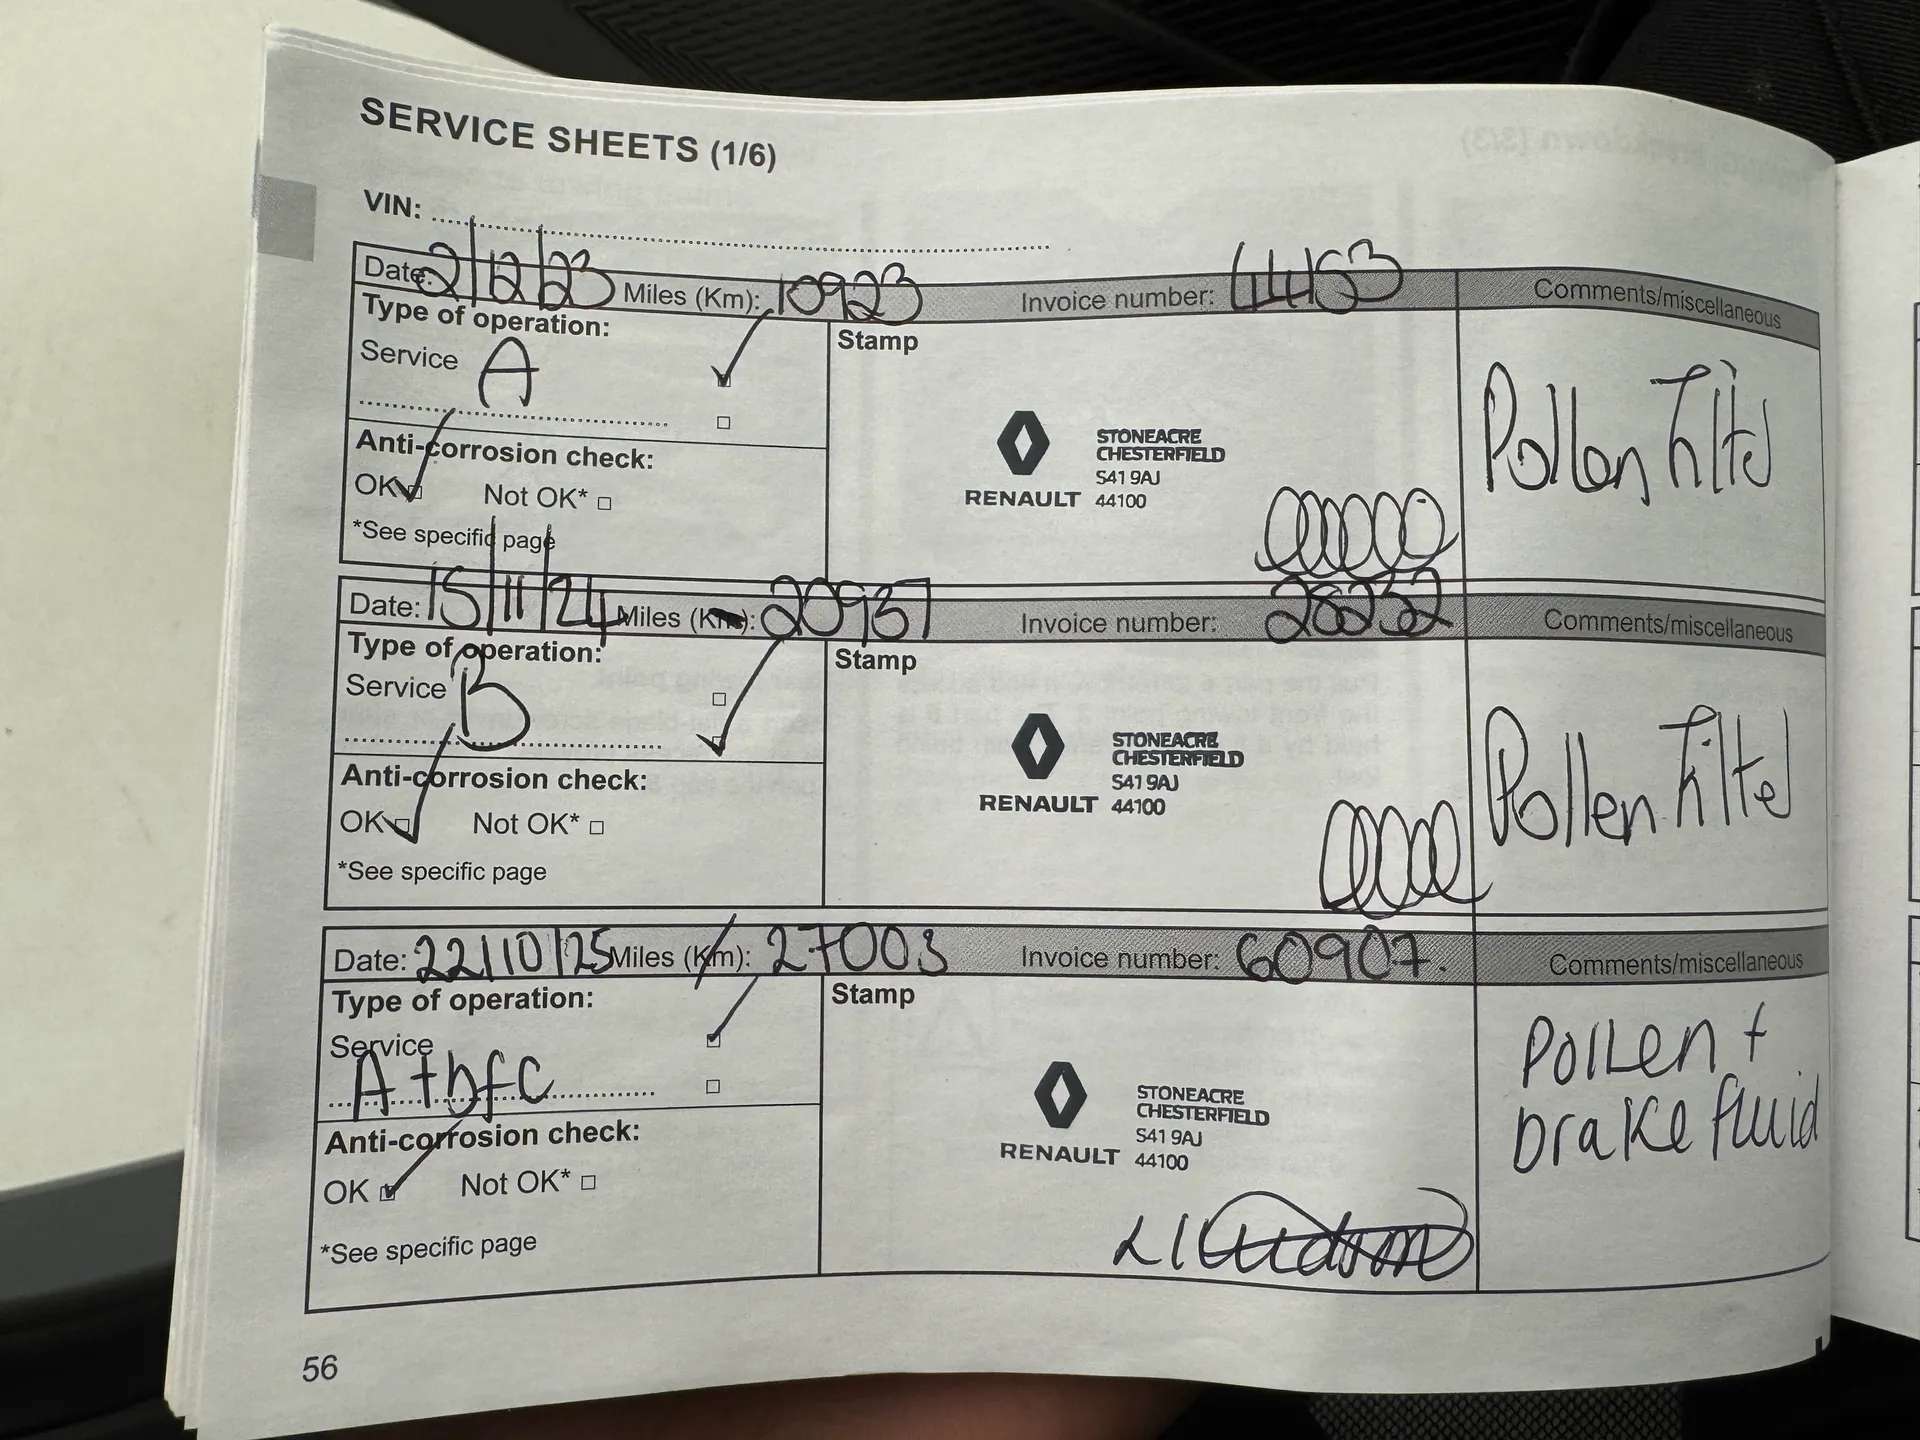 SERVICE SHEETS (1/6)
VIN:
Date: 2/12/23 Miles (Km): 10923 Invoice number: Comments/miscellaneous
Type of operation: Stamp
Service A
Pollen Filter
STONEACRE
CHESTERFIELD
S41 9AJ
RENAULT 44100
Anti-corrosion check:
OK Not OK*
*See specific page
Date: 15/11/24 Miles (Km): 20937 Invoice number: 28232 Comments/miscellaneous
Type of operation: Stamp
Service B
Pollen Filter
STONEACRE
CHESTERFIELD
S41 9AJ
RENAULT 44100
Anti-corrosion check:
OK Not OK*
*See specific page
Date: 22/10/25 Miles (Km): 27003 Invoice number: 60907. Comments/miscellaneous
Type of operation: Stamp
Service
A + bfc
Pollen +
brake fluid
STONEACRE
CHESTERFIELD
S41 9AJ
RENAULT 44100
Anti-corrosion check:
OK Not OK*
*See specific page
56